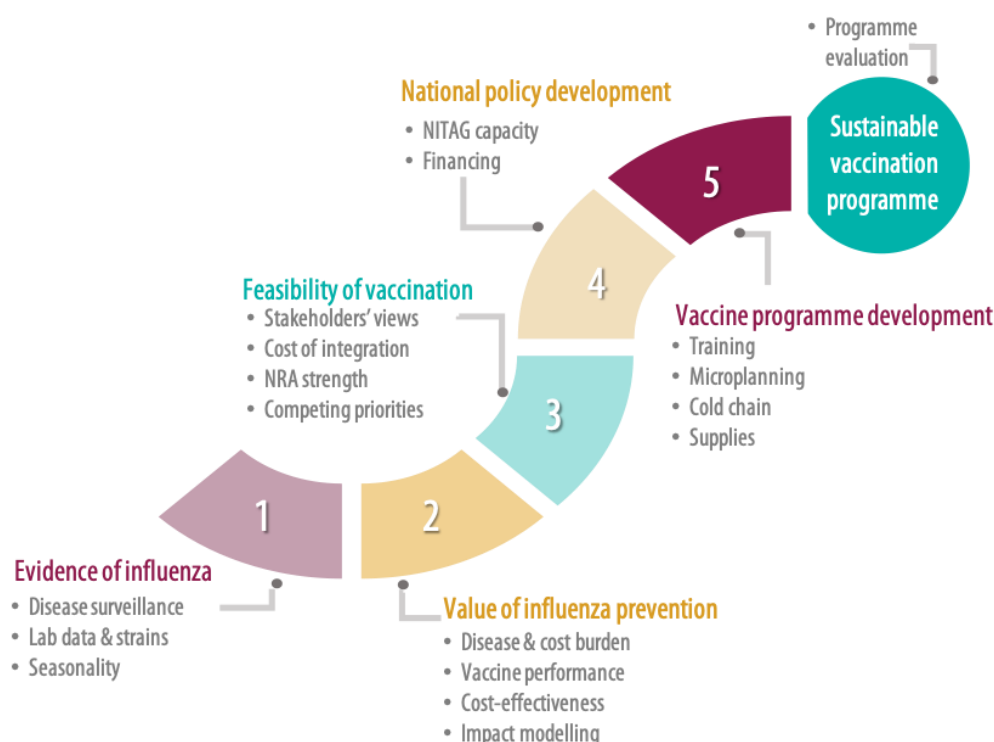 • Programme
evaluation
National policy development
• NITAG capacity
• Financing
Sustainable
vaccination
programme
5
4
Feasibility of vaccination
• Stakeholders’ views
• Cost of integration
• NRA strength
• Competing priorities
Vaccine programme development
• Training
• Microplanning
• Cold chain
• Supplies
3
1
2
Evidence of influenza
• Disease surveillance
• Lab data & strains
• Seasonality
Value of influenza prevention
• Disease & cost burden
• Vaccine performance
• Cost-effectiveness
• Impact modelling